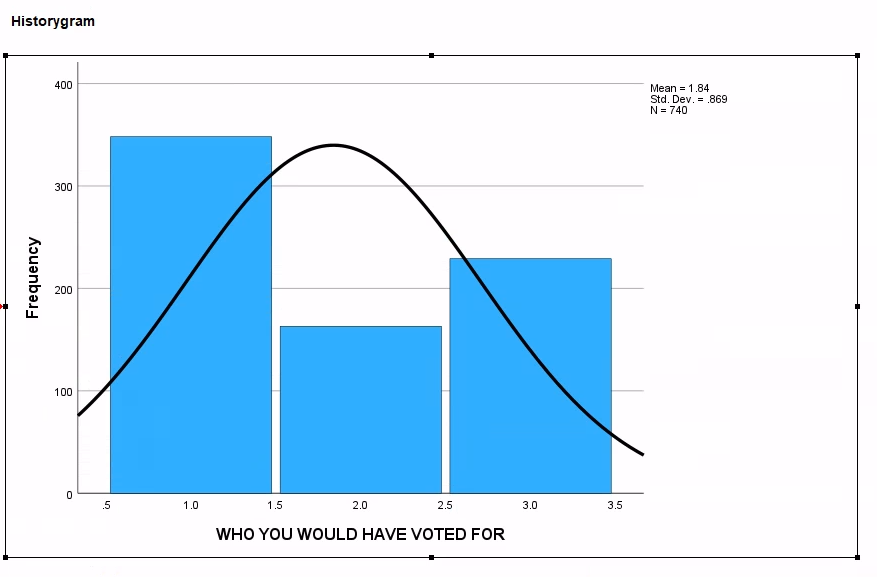 Historygram
Mean = 1.84
Std. Dev. = .869
N = 740
400
300
200
100
0
Frequency
.5 1.0 1.5 2.0 2.5 3.0 3.5
WHO YOU WOULD HAVE VOTED FOR